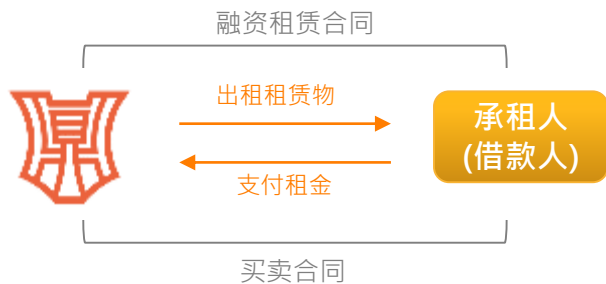 融资租赁合同
出租租赁物
承租人
(借款人)
支付租金
买卖合同